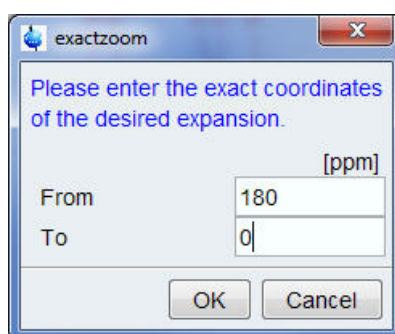 exactzoom
Please enter the exact coordinates
of the desired expansion.
[ppm]
From 180
To 0
OK Cancel